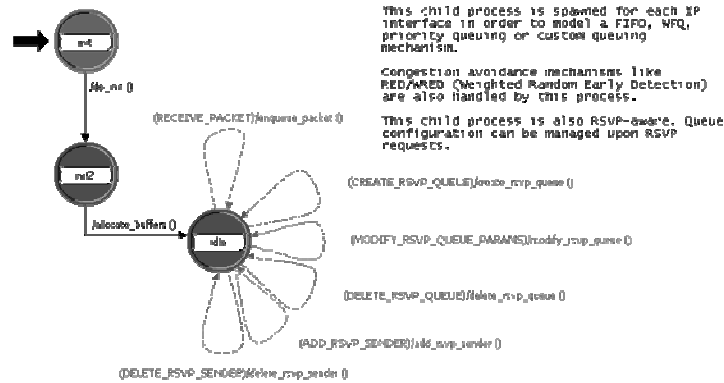 This child process is spawned for each IP
interface in order to model a FIFO, WFQ,
priority queuing or custom queuing
mechanism.
Congestion avoidance mechanisms like
RED/WRED (Weighted Random Early Detection)
are also handled by this process.
This child process is also RSVP-aware. Queue
configuration can be managed upon RSVP
requests.
init
/do_init ()
(RECEIVE_PACKET)/enqueue_packet ()
init2
(CREATE_RSVP_QUEUE)/create_rsvp_queue ()
/allocate_buffers ()
idle
(MODIFY_RSVP_QUEUE_PARAMS)/modify_rsvp_queue ()
(DELETE_RSVP_QUEUE)/delete_rsvp_queue ()
(ADD_RSVP_SENDER)/add_rsvp_sender ()
(DELETE_RSVP_SENDER)/delete_rsvp_sender ()